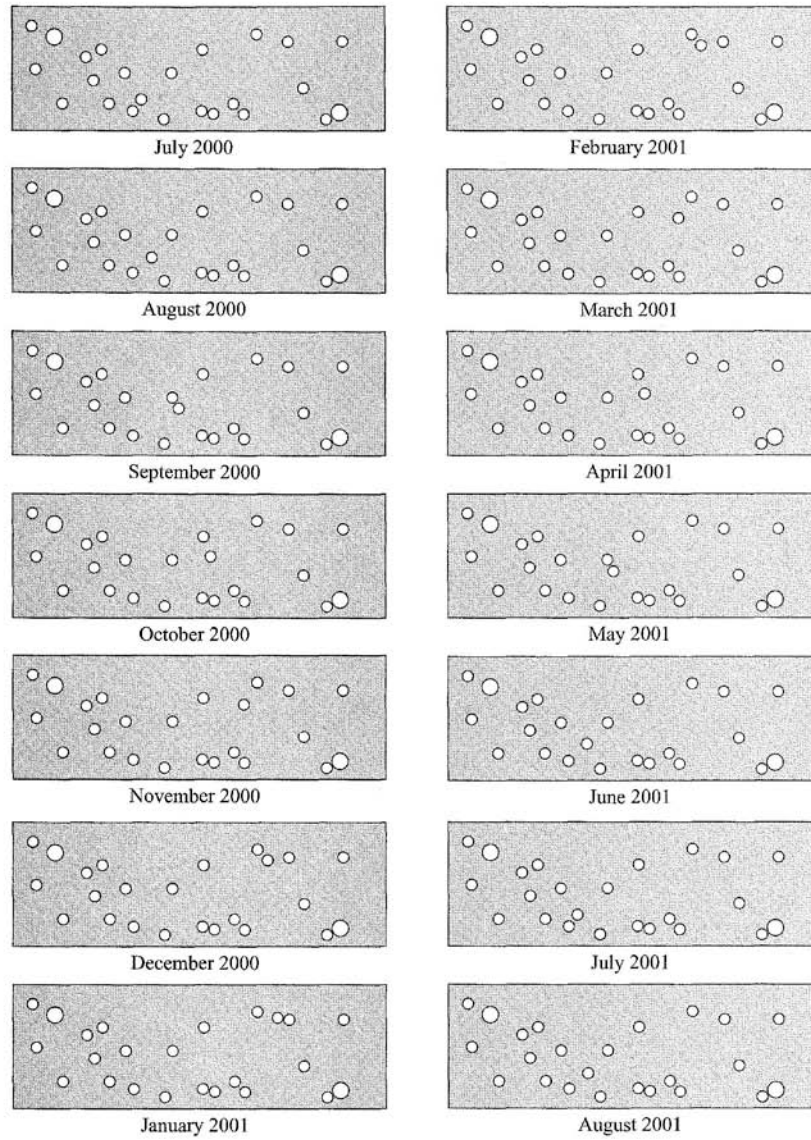 July 2000
February 2001
August 2000
March 2001
September 2000
April 2001
October 2000
May 2001
November 2000
June 2001
December 2000
July 2001
January 2001
August 2001